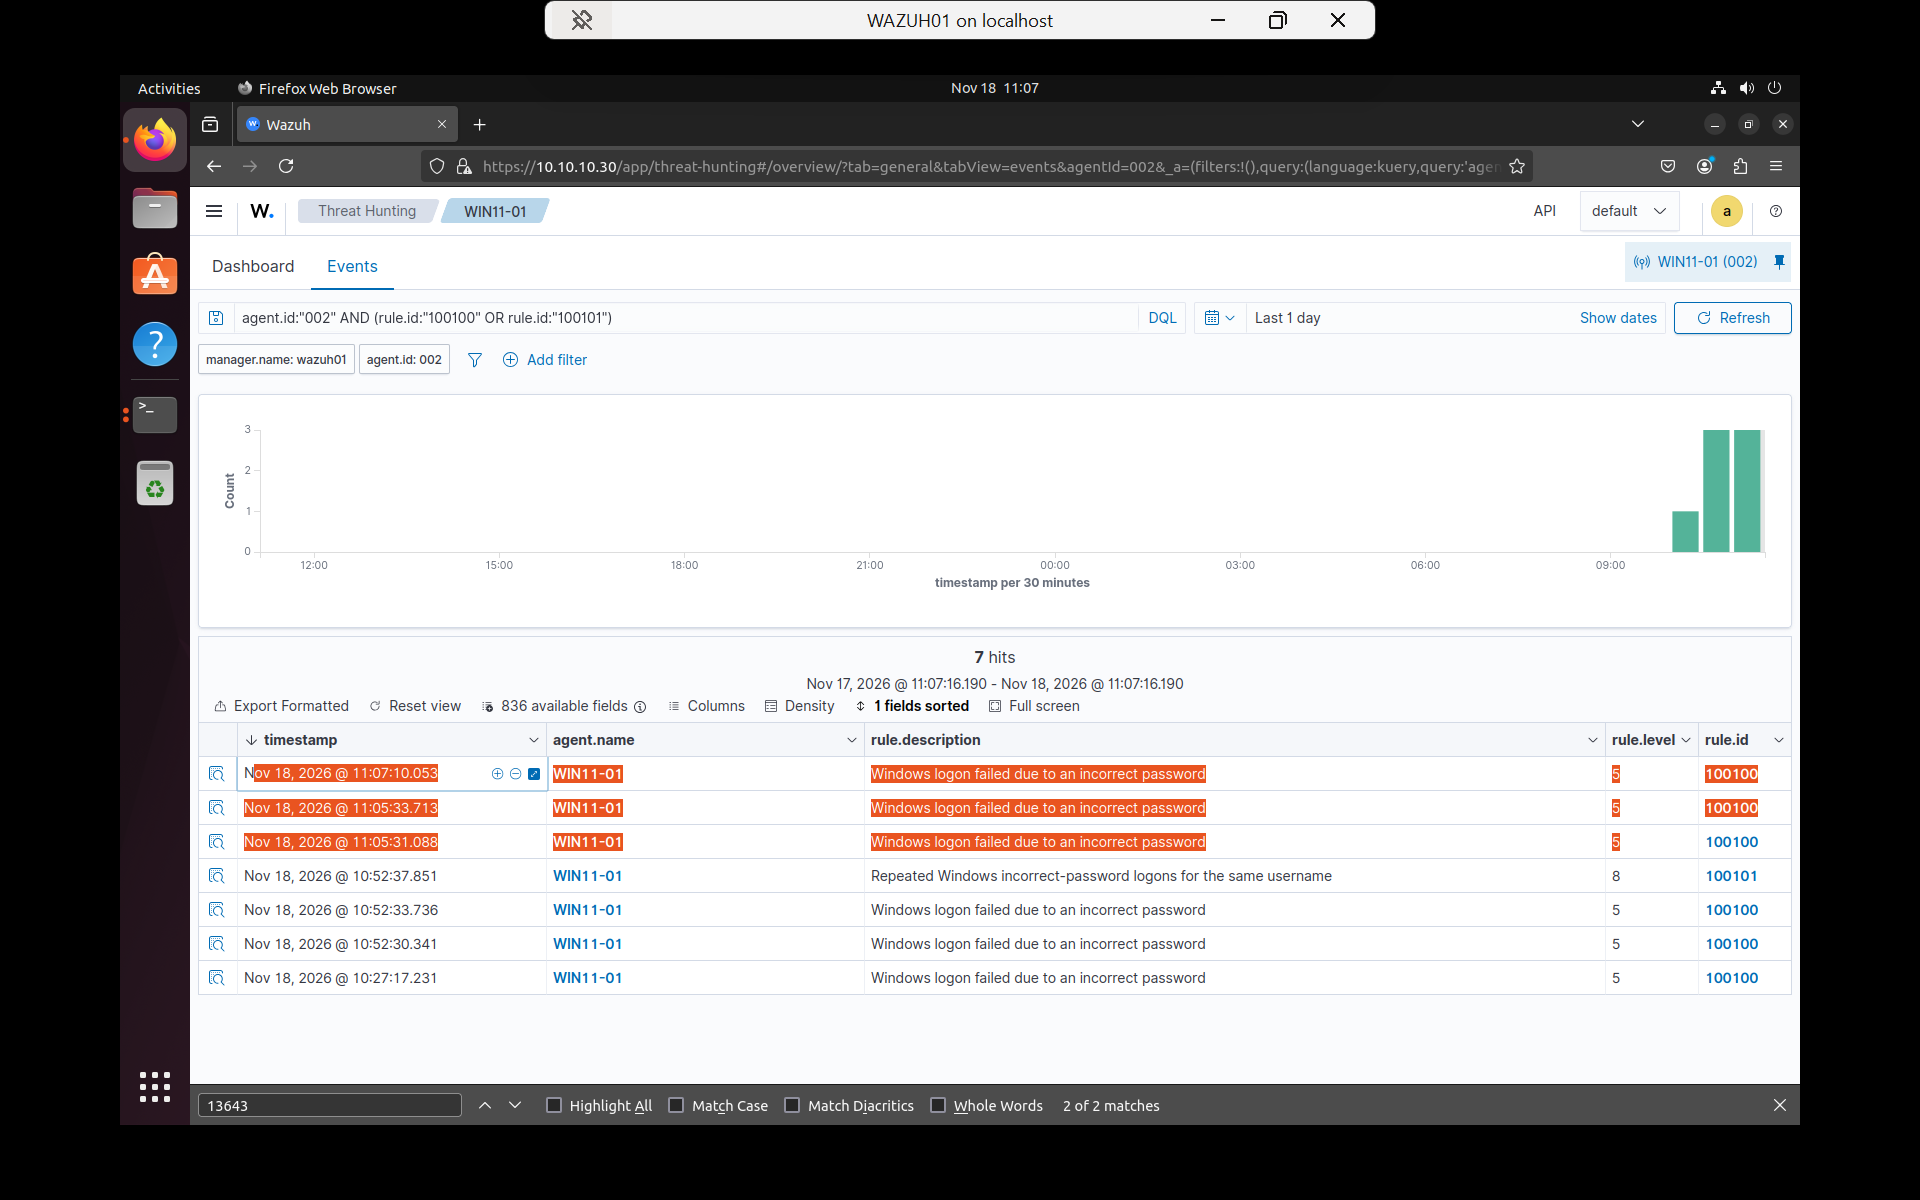 WAZUH01 on localhost
Activities Firefox Web Browser Nov 18 11:07
Wazuh
https://10.10.10.30/app/threat-hunting#/overview/?tab=general&tabView=events&agentId=002&_a=(filters:!(),query:(language:kuery,query:'agen
W. Threat Hunting WIN11-01 API default a
Dashboard Events WIN11-01 (002)
agent.id:"002" AND (rule.id:"100100" OR rule.id:"100101") DQL Last 1 day Show dates Refresh
manager.name: wazuh01 agent.id: 002 Add filter
3
2
1
0
Count
12:00 15:00 18:00 21:00 00:00 03:00 06:00 09:00
timestamp per 30 minutes
7 hits
Nov 17, 2026 @ 11:07:16.190 - Nov 18, 2026 @ 11:07:16.190
Export Formatted Reset view 836 available fields Columns Density 1 fields sorted Full screen
timestamp agent.name rule.description rule.level rule.id
Nov 18, 2026 @ 11:07:10.053 WIN11-01 Windows logon failed due to an incorrect password 5 100100
Nov 18, 2026 @ 11:05:33.713 WIN11-01 Windows logon failed due to an incorrect password 5 100100
Nov 18, 2026 @ 11:05:31.088 WIN11-01 Windows logon failed due to an incorrect password 5 100100
Nov 18, 2026 @ 10:52:37.851 WIN11-01 Repeated Windows incorrect-password logons for the same username 8 100101
Nov 18, 2026 @ 10:52:33.736 WIN11-01 Windows logon failed due to an incorrect password 5 100100
Nov 18, 2026 @ 10:52:30.341 WIN11-01 Windows logon failed due to an incorrect password 5 100100
Nov 18, 2026 @ 10:27:17.231 WIN11-01 Windows logon failed due to an incorrect password 5 100100
13643 Highlight All Match Case Match Diacritics Whole Words 2 of 2 matches